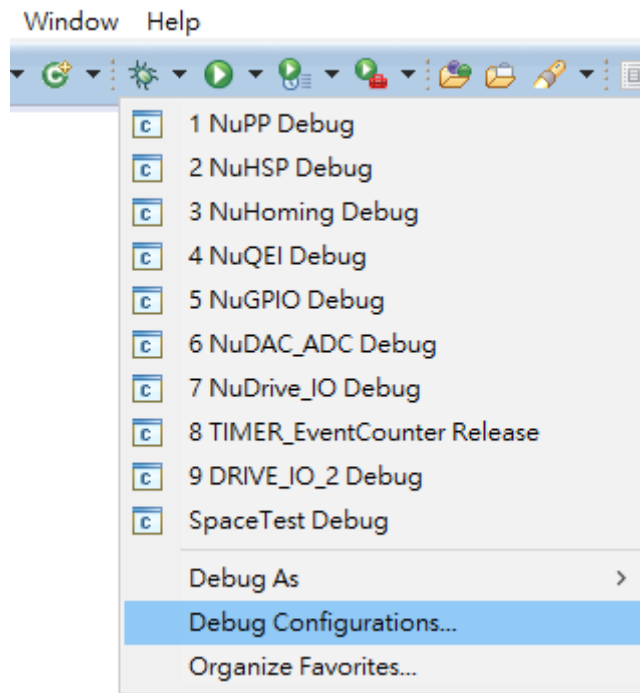 Window Help
1 NuPP Debug
2 NuHSP Debug
3 NuHoming Debug
4 NuQEI Debug
5 NuGPIO Debug
6 NuDAC_ADC Debug
7 NuDrive_IO Debug
8 TIMER_EventCounter Release
9 DRIVE_IO_2 Debug
SpaceTest Debug
Debug As
Debug Configurations...
Organize Favorites...